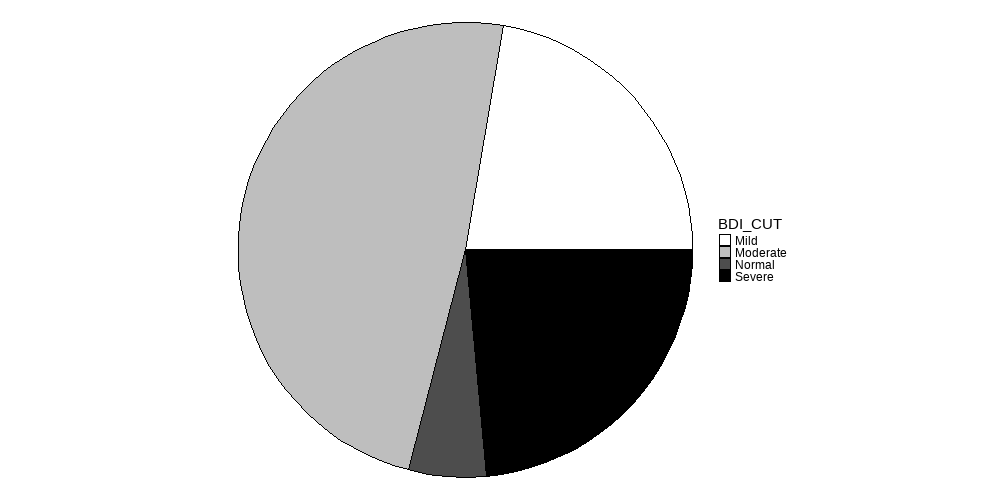 BDI_CUT
Mild
Moderate
Normal
Severe